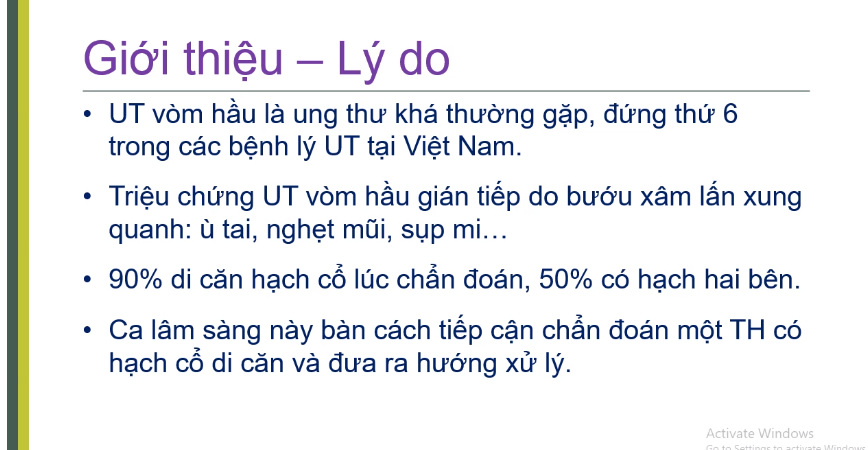 Giới thiệu – Lý do
• UT vòm hầu là ung thư khá thường gặp, đứng thứ 6
trong các bệnh lý UT tại Việt Nam.
• Triệu chứng UT vòm hầu gián tiếp do bướu xâm lấn xung
quanh: ù tai, nghẹt mũi, sụp mi…
• 90% di căn hạch cổ lúc chẩn đoán, 50% có hạch hai bên.
• Ca lâm sàng này bàn cách tiếp cận chẩn đoán một TH có
hạch cổ di căn và đưa ra hướng xử lý.
Activate Windows
Go to Settings to activate Windows